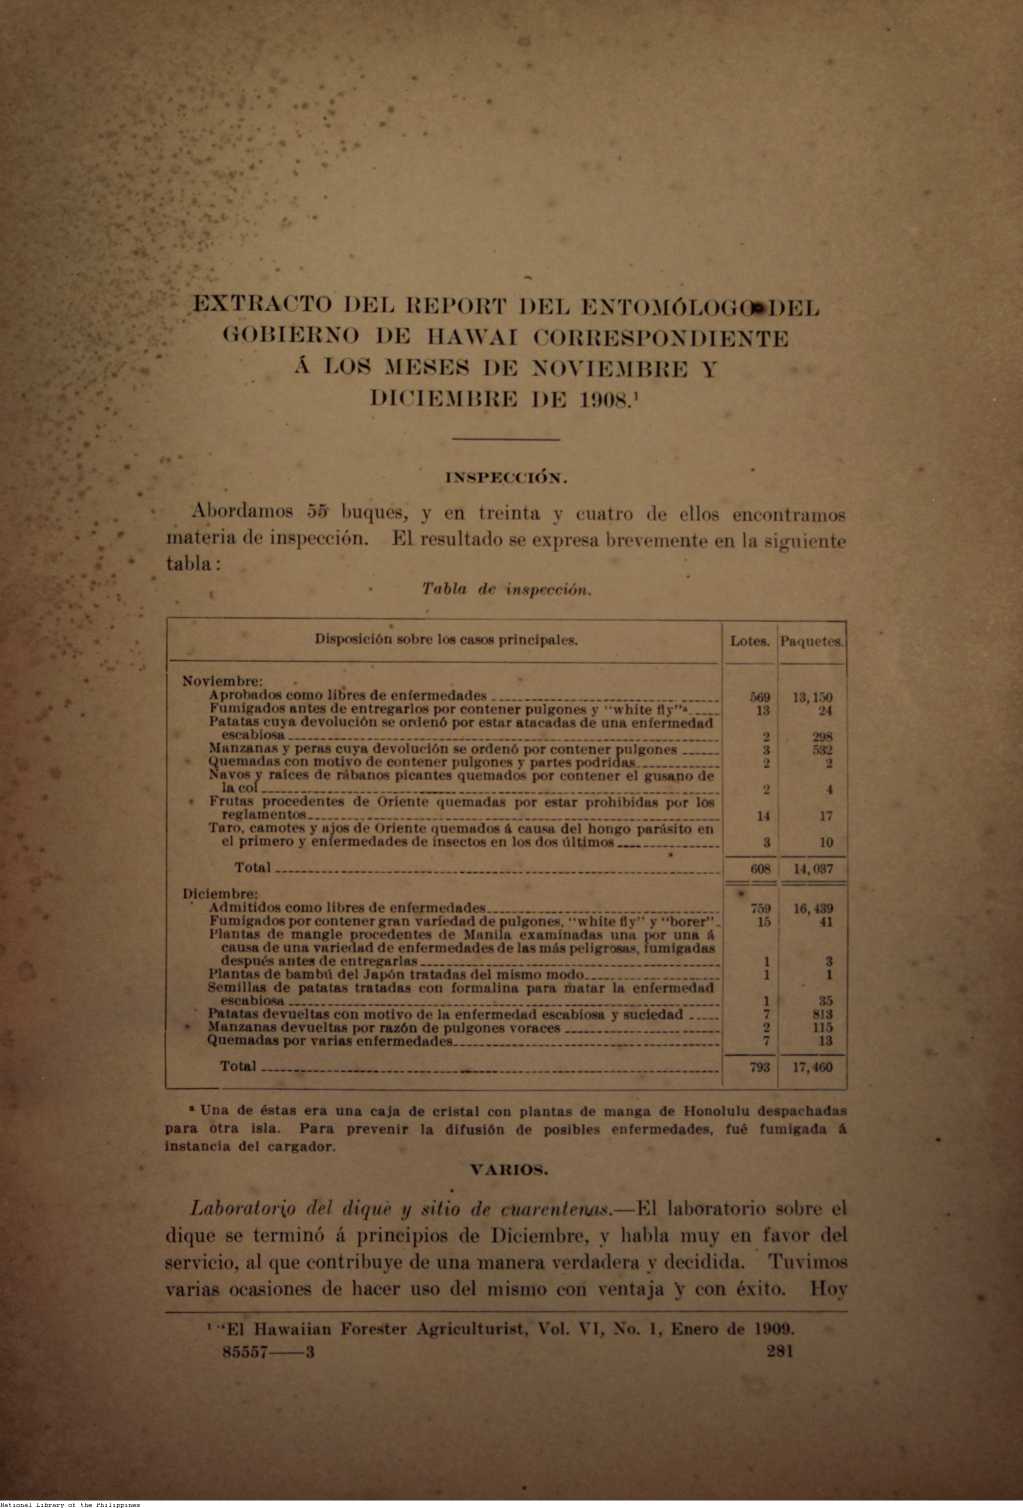 EXTRACTO DEL REPORT DEL ENTOMÓLOGO DEL
GOBIERNO DE HAWAI CORRESPONDIENTE
Á LOS MESES DE NOVIEMBRE Y
DICIEMBRE DE 1908.¹
INSPECCIÓN.
Abordamos 55 buques, y en treinta y cuatro de ellos encontramos
materia de inspección. El resultado se expresa brevemente en la siguiente
tabla:
Tabla de inspección.
Disposición sobre los casos principales. Lotes. Paquetes.
Noviembre:
Aprobados como libres de enfermedades 569 13,150
Fumigados antes de entregarlos por contener pulgones y "white fly"ª 13 24
Patatas cuya devolución se ordenó por estar atacadas de una enfermedad
escabiosa 2 298
Manzanas y peras cuya devolución se ordenó por contener pulgones 3 532
Quemadas con motivo de contener pulgones y partes podridas 2 2
Navos y raíces de rábanos picantes quemados por contener el gusano de
la col 2 4
Frutas procedentes de Oriente quemadas por estar prohibidas por los
reglamentos 14 17
Taro, camotes y ajos de Oriente quemados á causa del hongo parásito en
el primero y enfermedades de insectos en los dos últimos 3 10
Total 608 14,037
Diciembre:
Admitidos como libres de enfermedades 759 16,439
Fumigados por contener gran variedad de pulgones, "white fly" y "borer" 15 41
Plantas de mangle procedentes de Manila examinadas una por una á
causa de una variedad de enfermedades de las más peligrosas, fumigadas
después antes de entregarlas 1 3
Plantas de bambú del Japón tratadas del mismo modo 1 1
Semillas de patatas tratadas con formalina para matar la enfermedad
escabiosa 1 35
Patatas devueltas con motivo de la enfermedad escabiosa y suciedad 7 813
Manzanas devueltas por razón de pulgones voraces 2 115
Quemadas por varias enfermedades 7 13
Total 793 17,460
ª Una de éstas era una caja de cristal con plantas de manga de Honolulu despachadas
para otra isla. Para prevenir la difusión de posibles enfermedades, fué fumigada á
instancia del cargador.
VARIOS.
Laboratorio del dique y sitio de cuarentenas.—El laboratorio sobre el
dique se terminó á principios de Diciembre, y habla muy en favor del
servicio, al que contribuye de una manera verdadera y decidida. Tuvimos
varias ocasiones de hacer uso del mismo con ventaja y con éxito. Hoy
¹ "El Hawaiian Forester Agriculturist, Vol. VI, No. 1, Enero de 1909.
85557——3 281
National Library of the Philippines